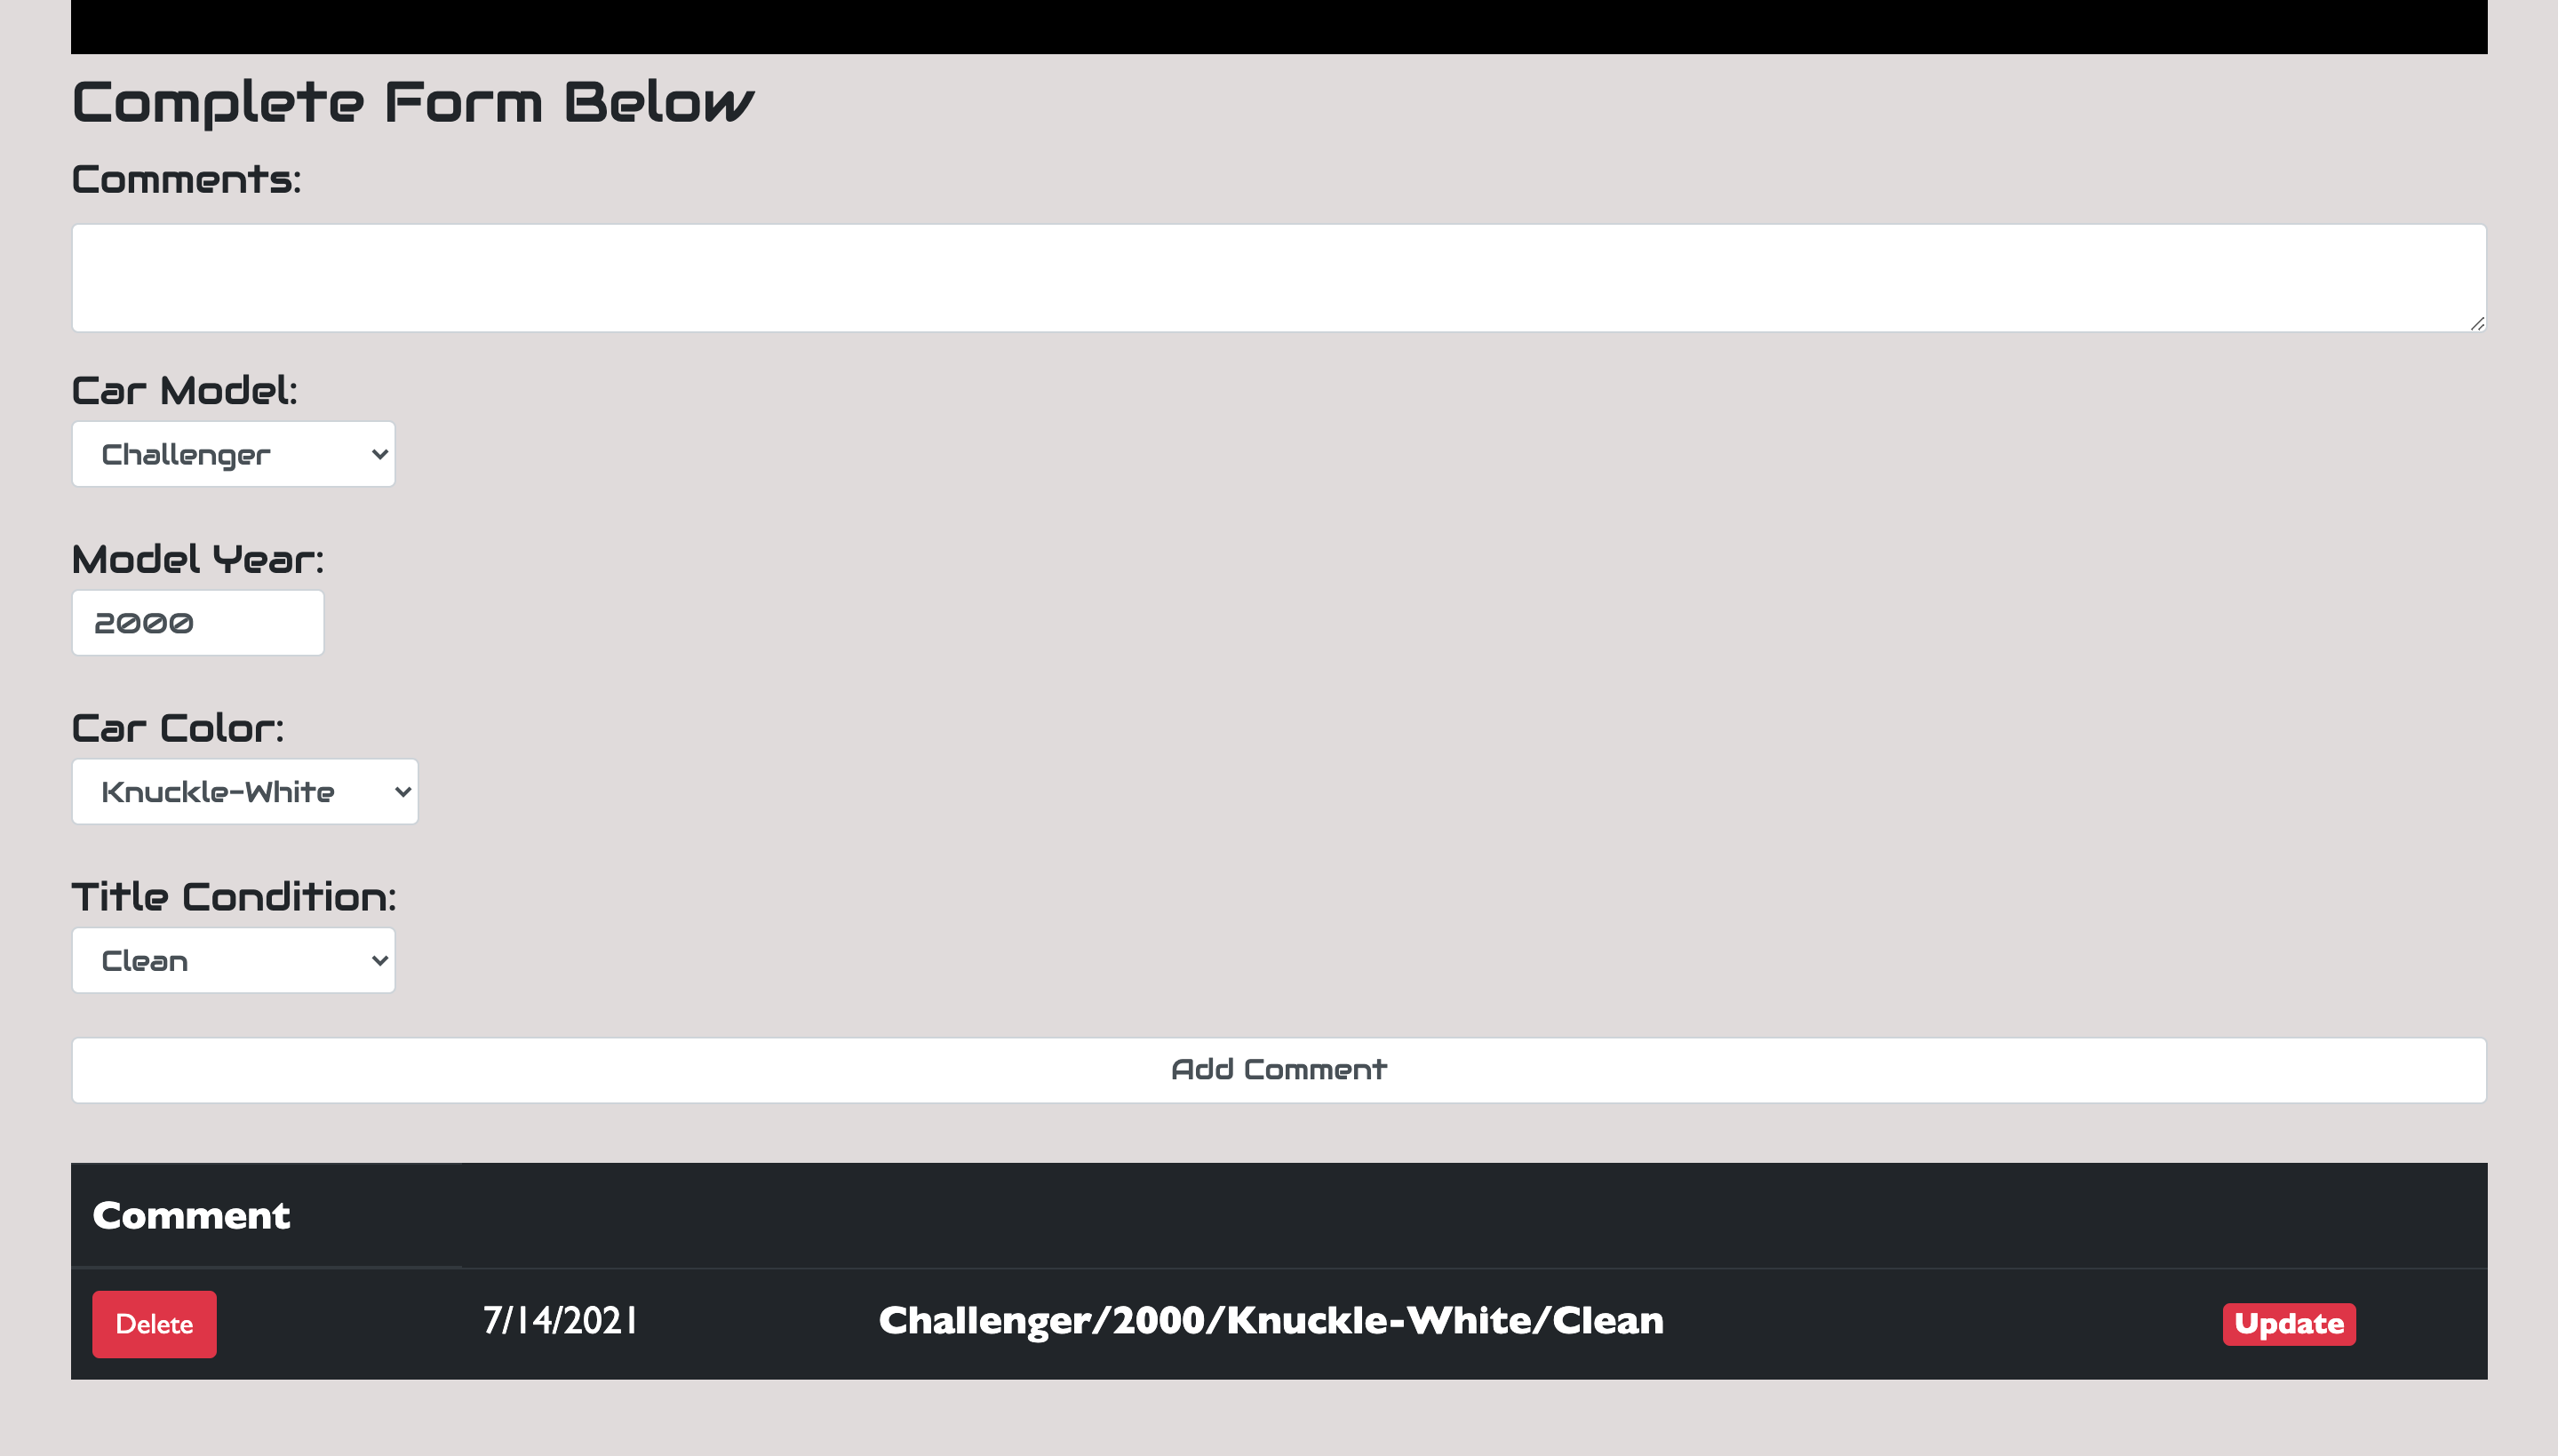 Complete Form Below
Comments:
Car Model:
Challenger
Model Year:
2000
Car Color:
Knuckle-White
Title Condition:
Clean
Add Comment
Comment
Delete 7/14/2021 Challenger/2000/Knuckle-White/Clean Update